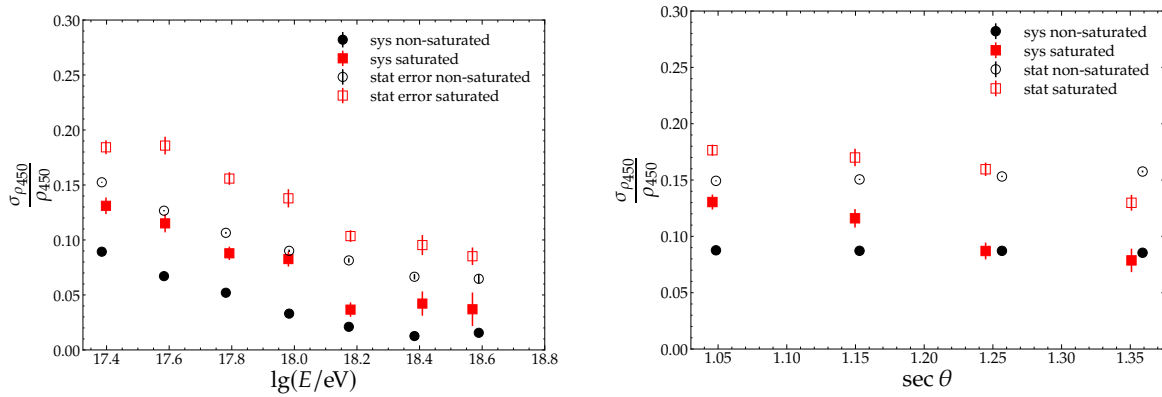 0.30
0.25
0.20
0.15
0.10
0.05
0.00
σρ450
ρ450
sys non-saturated
sys saturated
stat error non-saturated
stat error saturated
17.4 17.6 17.8 18.0 18.2 18.4 18.6 18.8
lg(E/eV)
0.30
0.25
0.20
0.15
0.10
0.05
0.00
σρ450
ρ450
sys non-saturated
sys saturated
stat non-saturated
stat saturated
1.05 1.10 1.15 1.20 1.25 1.30 1.35
sec θ